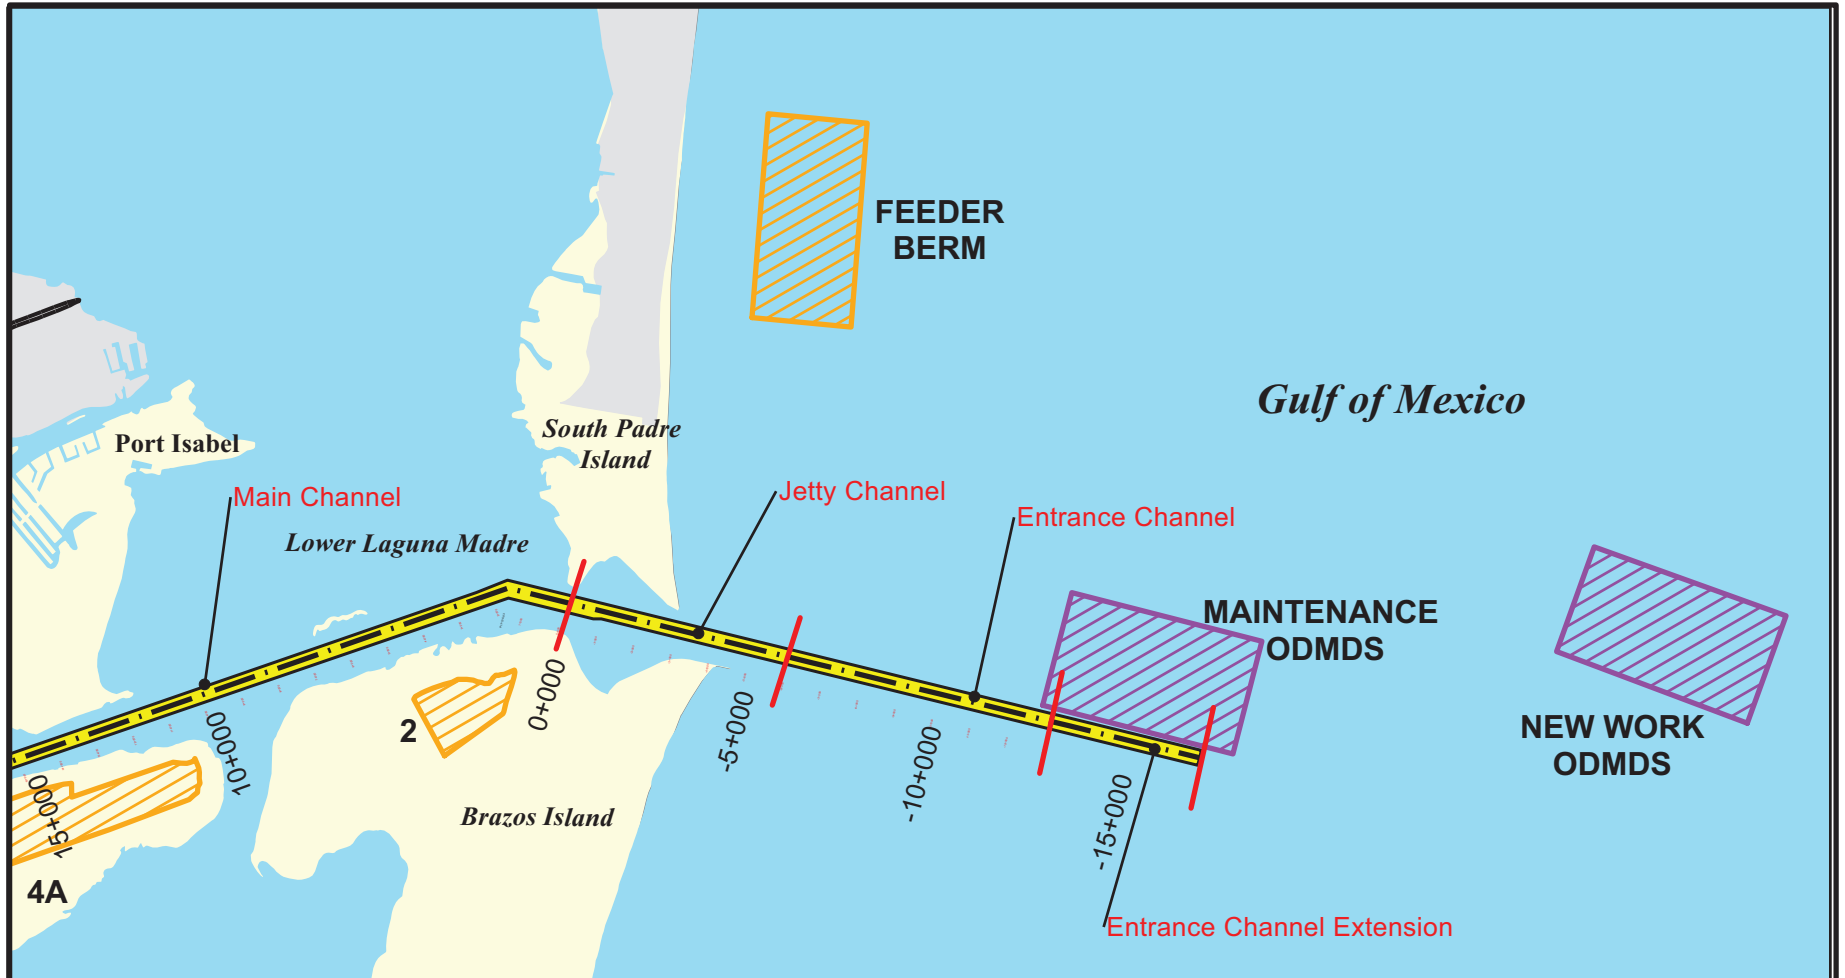 FEEDER
BERM
Gulf of Mexico
South Padre
Island
Port Isabel
Main Channel
Jetty Channel
Entrance Channel
Lower Laguna Madre
MAINTENANCE
ODMDS
NEW WORK
ODMDS
2
0+000
-5+000
-10+000
-15+000
10+000
15+000
Brazos Island
4A
Entrance Channel Extension